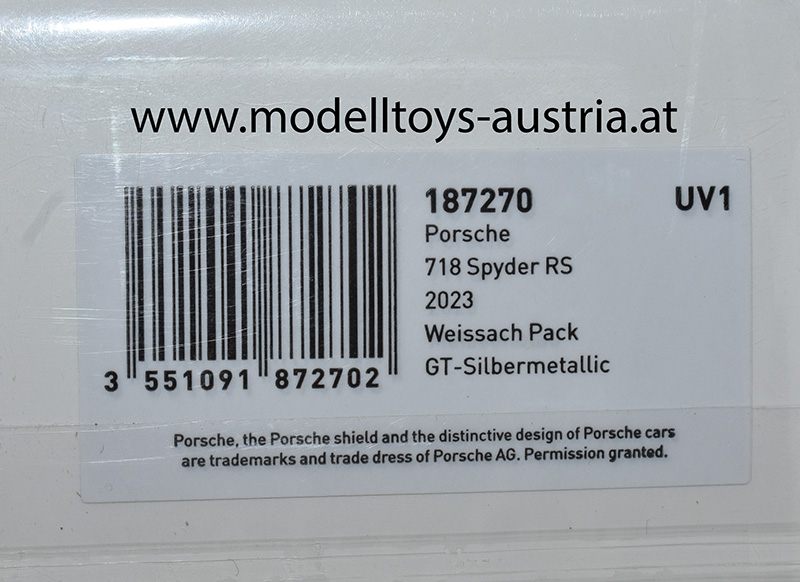 www.modelltoys-austria.at
187270 UV1
Porsche
718 Spyder RS
2023
Weissach Pack
GT-Silbermetallic
3 551091 872702
Porsche, the Porsche shield and the distinctive design of Porsche cars
are trademarks and trade dress of Porsche AG. Permission granted.